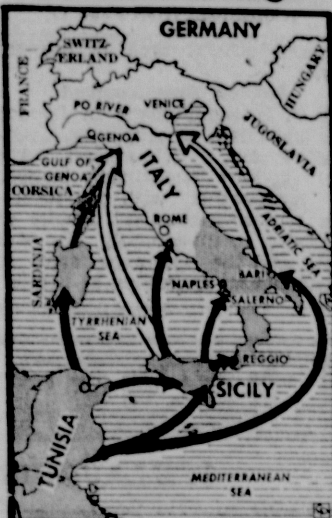 GERMANY
SWITZ-
ERLAND
FRANCE
HUNGARY
PO RIVER
VENICE
JUGOSLAVIA
GENOA
GULF OF
GENOA
ITALY
CORSICA
ADRIATIC SEA
ROME
SARDINIA
BARI
NAPLES
SALERNO
TYRRHENIAN
SEA
REGGIO
SICILY
TUNISIA
MEDITERRANEAN
SEA